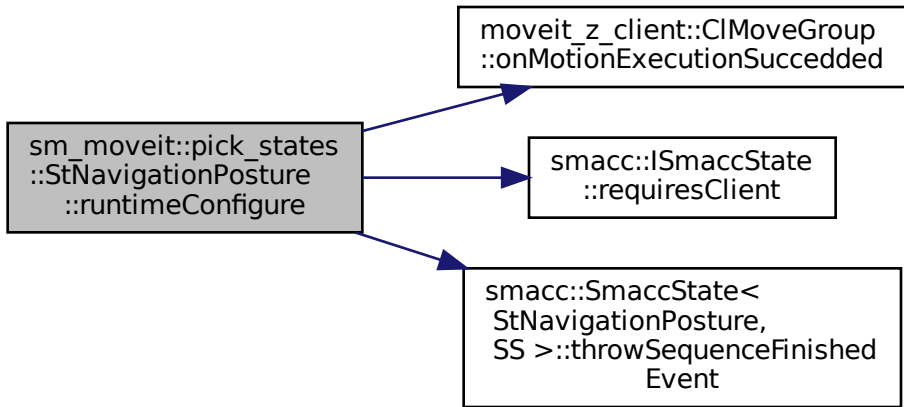 sm_moveit::pick_states
::StNavigationPosture
::runtimeConfigure
moveit_z_client::ClMoveGroup
::onMotionExecutionSuccedded
smacc::ISmaccState
::requiresClient
smacc::SmaccState<
StNavigationPosture,
SS >::throwSequenceFinished
Event